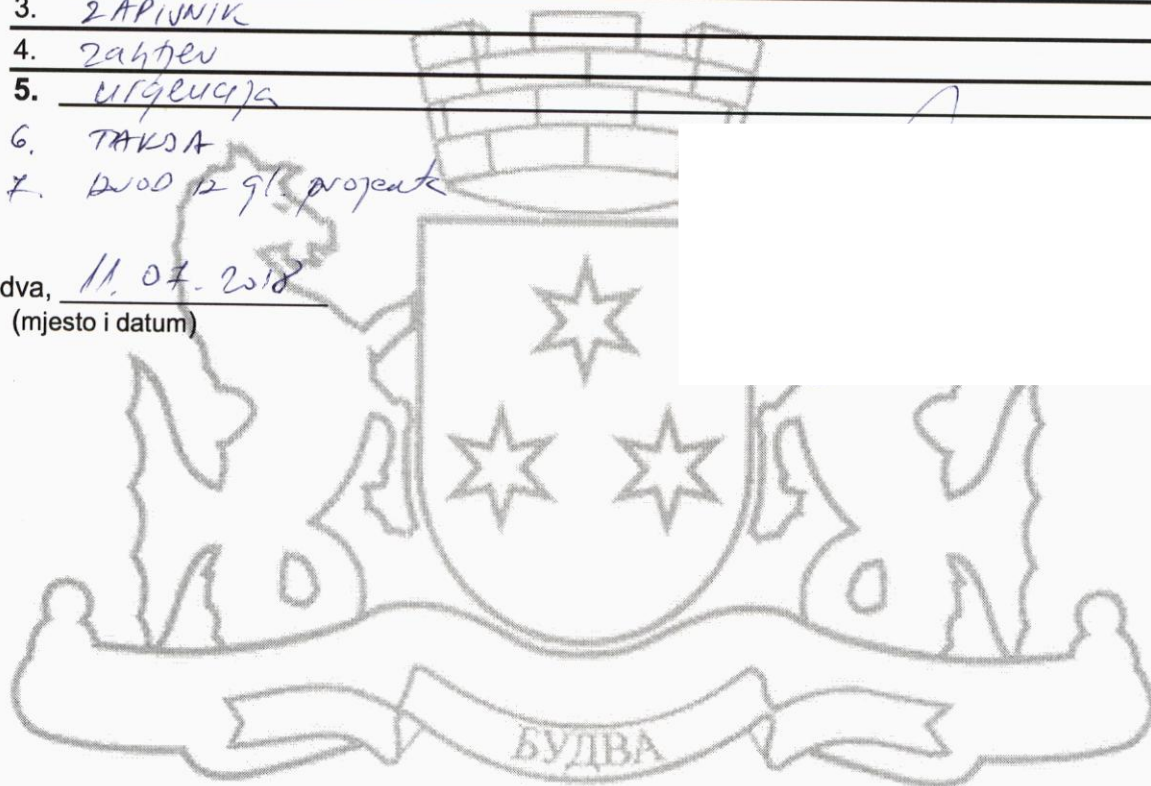 3. ZAPISNIK
4. zahtjev
5. urgencija
6. TAKSA
7. IZVOD IZ gl. projekta
dva, 11. 07. 2018
(mjesto i datum)
БУДВА